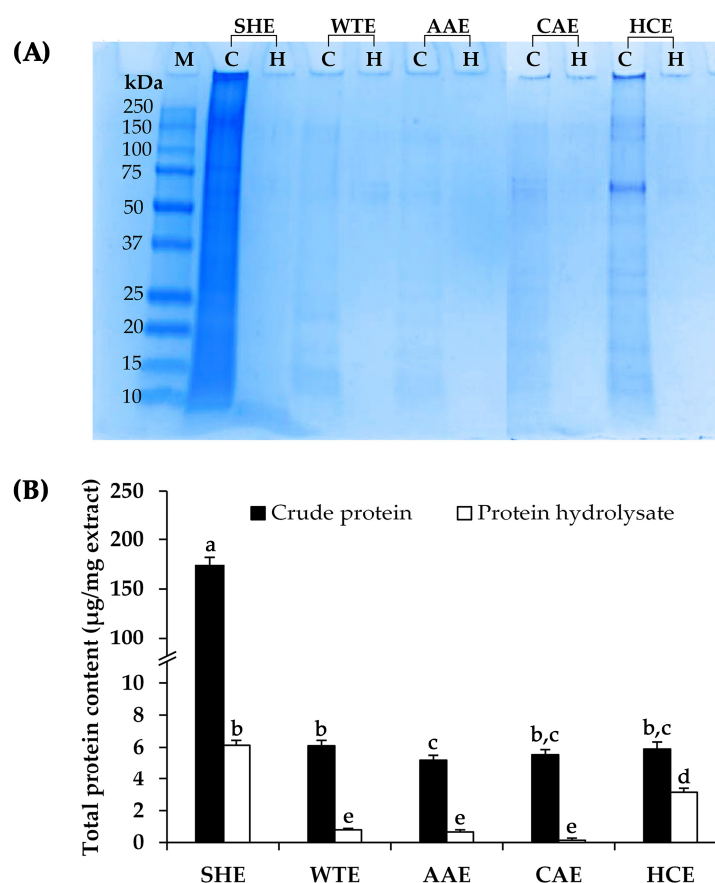 SHE WTE AAE CAE HCE
(A)
M C H C H C H C H C H
kDa
250
150
100
75
50
37
25
20
15
10
(B)
Total protein content (µg/mg extract)
250
200
150
100
10
8
6
4
2
0
Crude protein Protein hydrolysate
a b b e c e b,c e b,c d
SHE WTE AAE CAE HCE